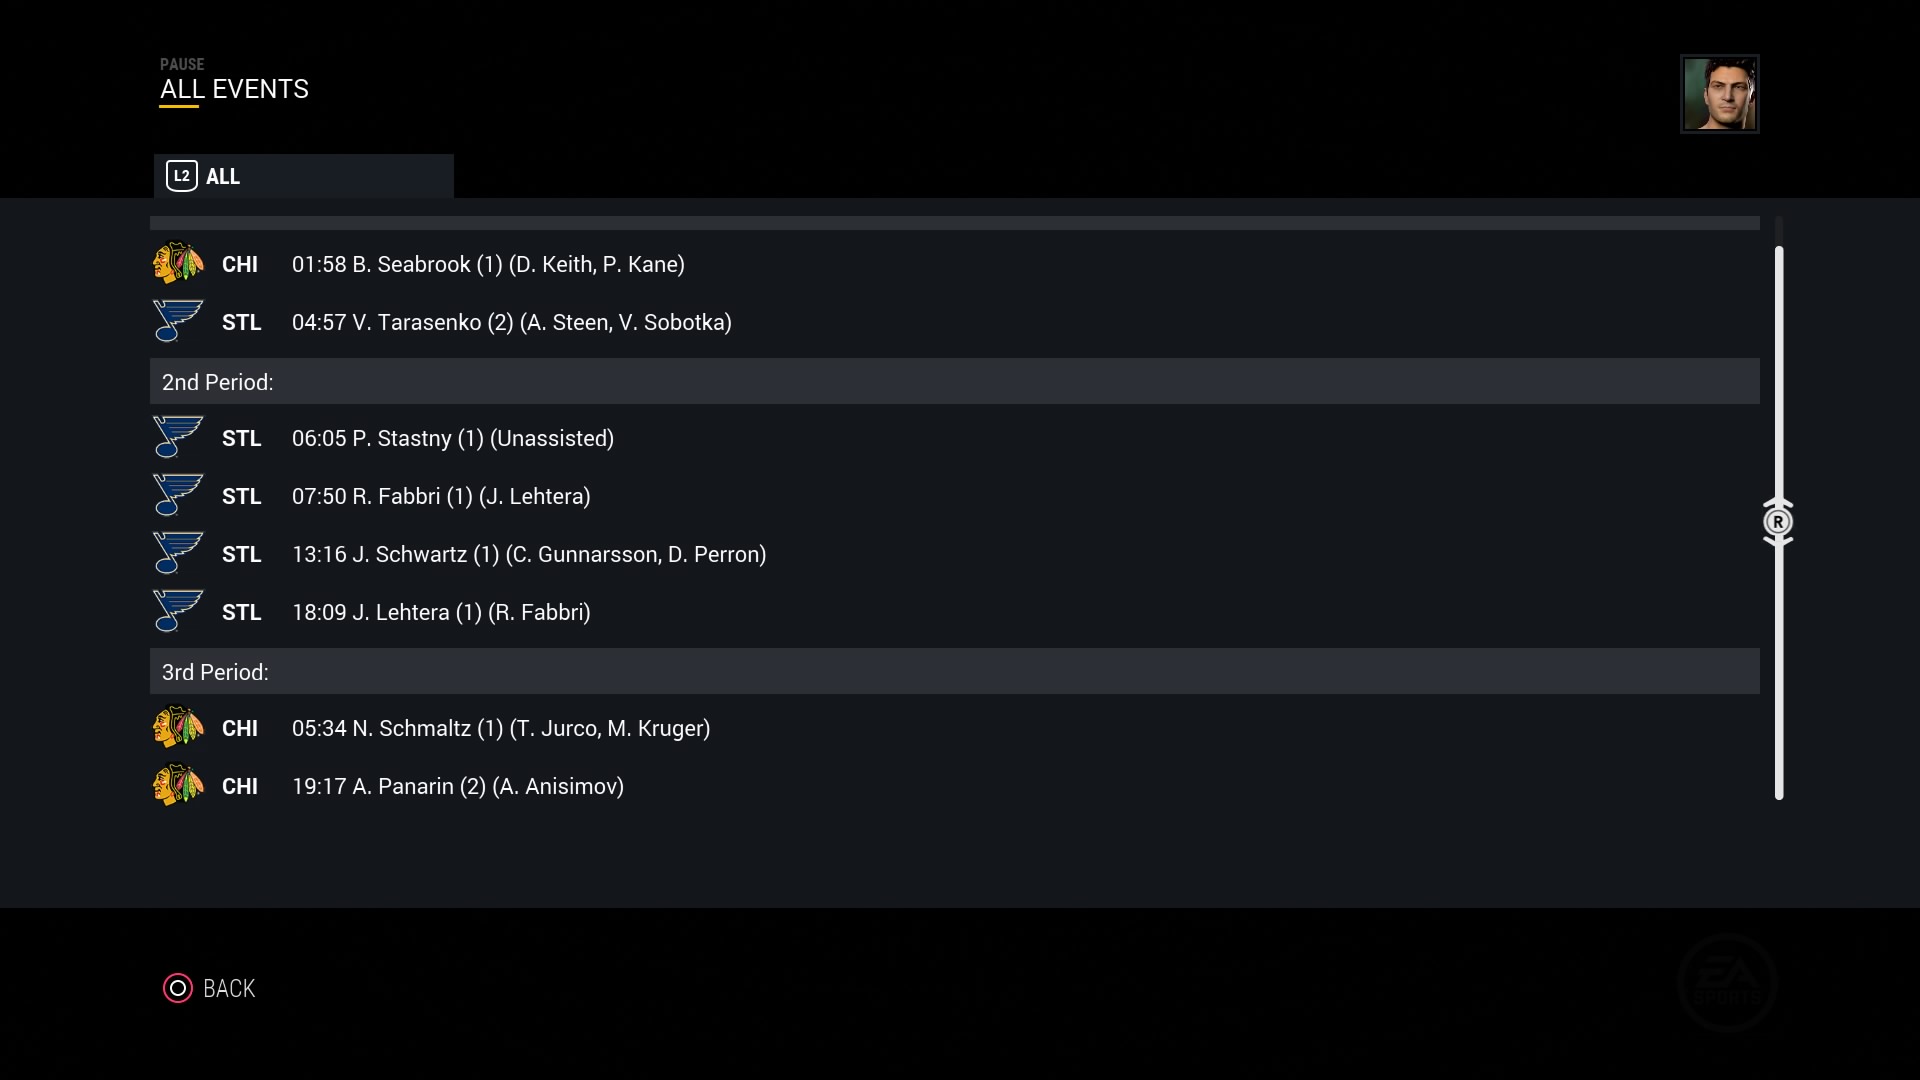 PAUSE
ALL EVENTS
L2 ALL
CHI 01:58 B. Seabrook (1) (D. Keith, P. Kane)
STL 04:57 V. Tarasenko (2) (A. Steen, V. Sobotka)
2nd Period:
STL 06:05 P. Stastny (1) (Unassisted)
STL 07:50 R. Fabbri (1) (J. Lehtera)
STL 13:16 J. Schwartz (1) (C. Gunnarsson, D. Perron)
R
STL 18:09 J. Lehtera (1) (R. Fabbri)
3rd Period:
CHI 05:34 N. Schmaltz (1) (T. Jurco, M. Kruger)
CHI 19:17 A. Panarin (2) (A. Anisimov)
BACK
EA
SPORTS